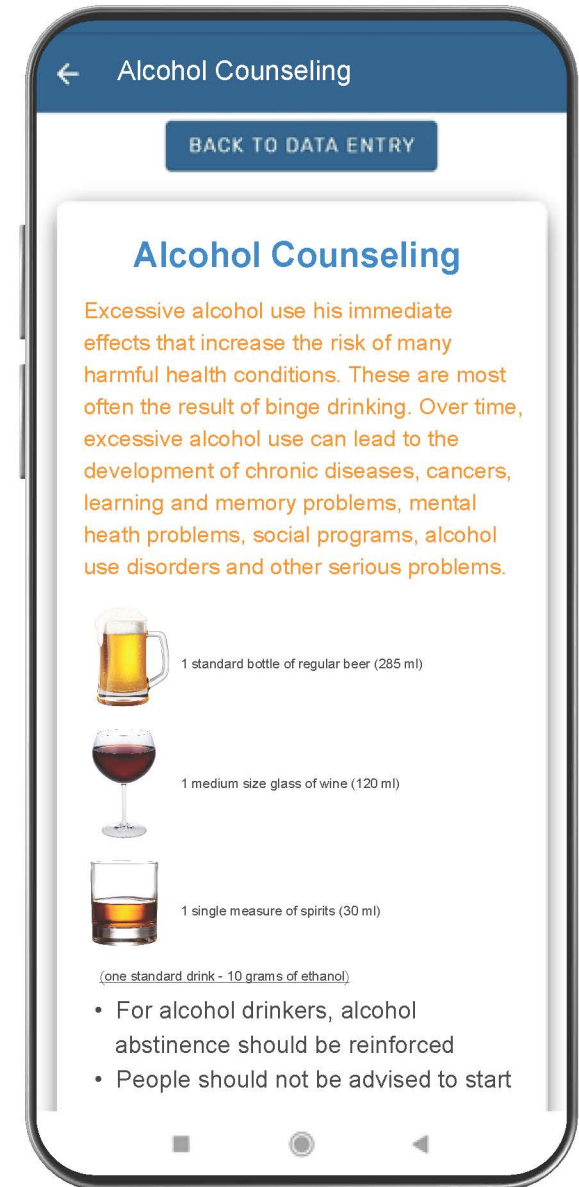 Alcohol Counseling
BACK TO DATA ENTRY
Alcohol Counseling
Excessive alcohol use his immediate
effects that increase the risk of many
harmful health conditions. These are most
often the result of binge drinking. Over time,
excessive alcohol use can lead to the
development of chronic diseases, cancers,
learning and memory problems, mental
heath problems, social programs, alcohol
use disorders and other serious problems.
1 standard bottle of regular beer (285 ml)
1 medium size glass of wine (120 ml)
1 single measure of spirits (30 ml)
(one standard drink - 10 grams of ethanol)
• For alcohol drinkers, alcohol
abstinence should be reinforced
• People should not be advised to start